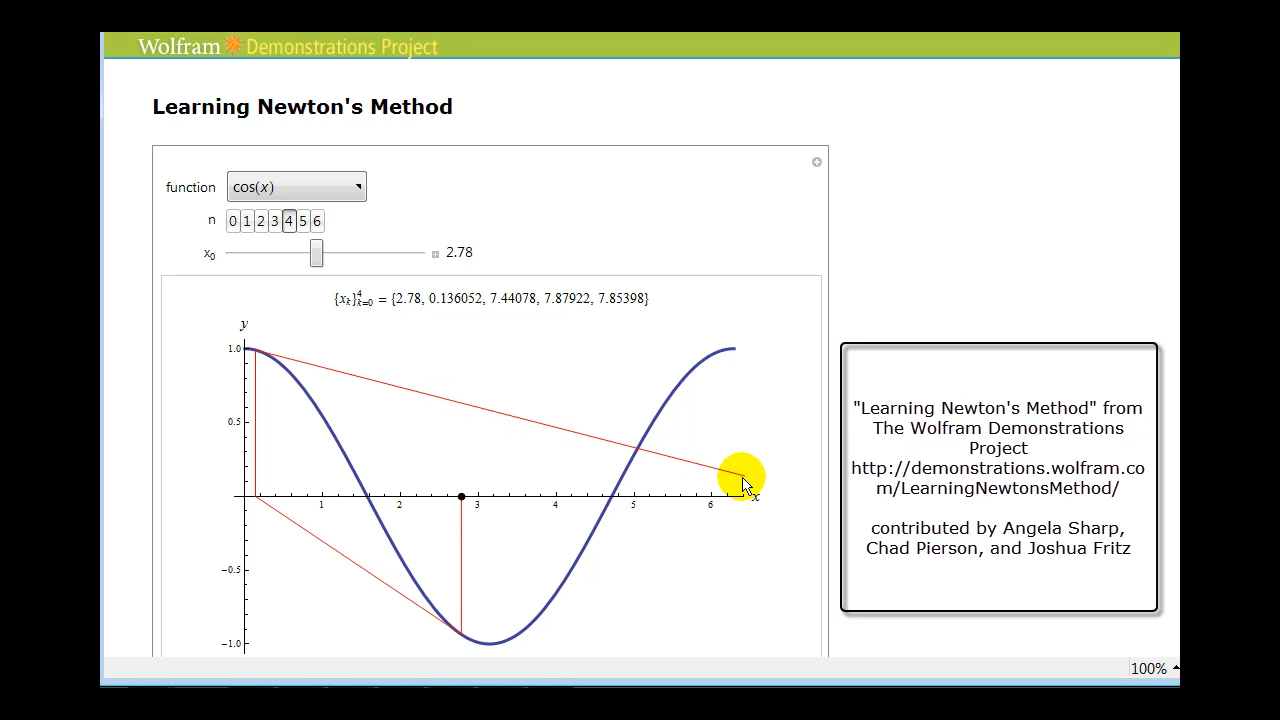 Wolfram Demonstrations Project
Learning Newton's Method
function cos(x)
n 0 1 2 3 4 5 6
x₀ 2.78
{xₖ}⁴ₖ₌₀ = {2.78, 0.136052, 7.44078, 7.87922, 7.85398}
y
1.0
0.5
1 2 3 4 5 6 x
−0.5
−1.0
"Learning Newton's Method" from
The Wolfram Demonstrations
Project
http://demonstrations.wolfram.co
m/LearningNewtonsMethod/
contributed by Angela Sharp,
Chad Pierson, and Joshua Fritz
100%